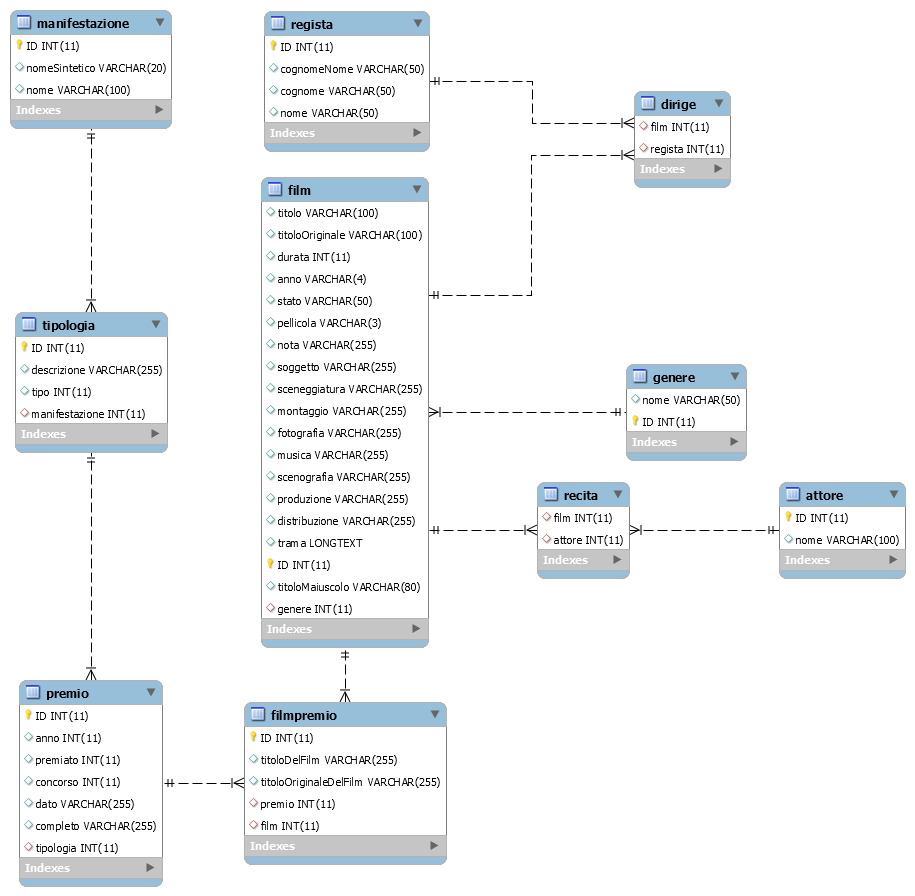 manifestazione
ID INT(11)
nomeSintetico VARCHAR(20)
nome VARCHAR(100)
Indexes
regista
ID INT(11)
cognomeNome VARCHAR(50)
cognome VARCHAR(50)
nome VARCHAR(50)
Indexes
dirige
film INT(11)
regista INT(11)
Indexes
film
titolo VARCHAR(100)
titoloOriginale VARCHAR(100)
durata INT(11)
anno VARCHAR(4)
stato VARCHAR(50)
pellicola VARCHAR(3)
nota VARCHAR(255)
soggetto VARCHAR(255)
sceneggiatura VARCHAR(255)
montaggio VARCHAR(255)
fotografia VARCHAR(255)
musica VARCHAR(255)
scenografia VARCHAR(255)
produzione VARCHAR(255)
distribuzione VARCHAR(255)
trama LONGTEXT
ID INT(11)
titoloMaiuscolo VARCHAR(80)
genere INT(11)
Indexes
tipologia
ID INT(11)
descrizione VARCHAR(255)
tipo INT(11)
manifestazione INT(11)
Indexes
genere
nome VARCHAR(50)
ID INT(11)
Indexes
recita
film INT(11)
attore INT(11)
Indexes
attore
ID INT(11)
nome VARCHAR(100)
Indexes
premio
ID INT(11)
anno INT(11)
premiato INT(11)
concorso INT(11)
dato VARCHAR(255)
completo VARCHAR(255)
tipologia INT(11)
Indexes
filmpremio
ID INT(11)
titoloDelFilm VARCHAR(255)
titoloOriginaleDelFilm VARCHAR(255)
premio INT(11)
film INT(11)
Indexes